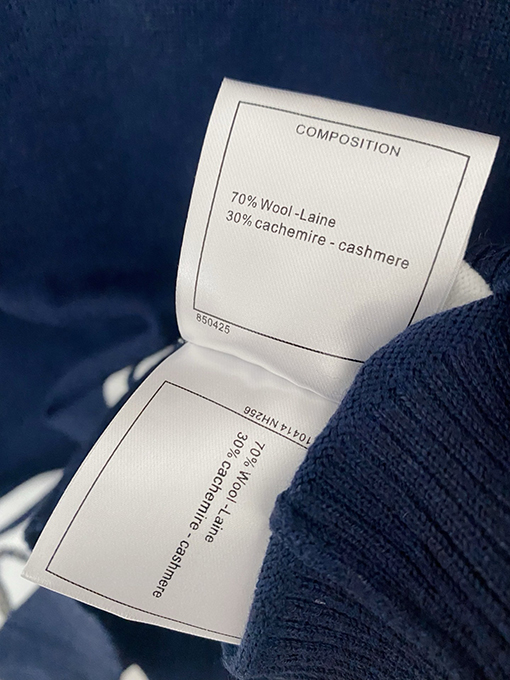 COMPOSITION
70% Wool -Laine
30% cachemire - cashmere
850425
10414 NH256
70% Wool -Laine
30% cachemire - cashmere